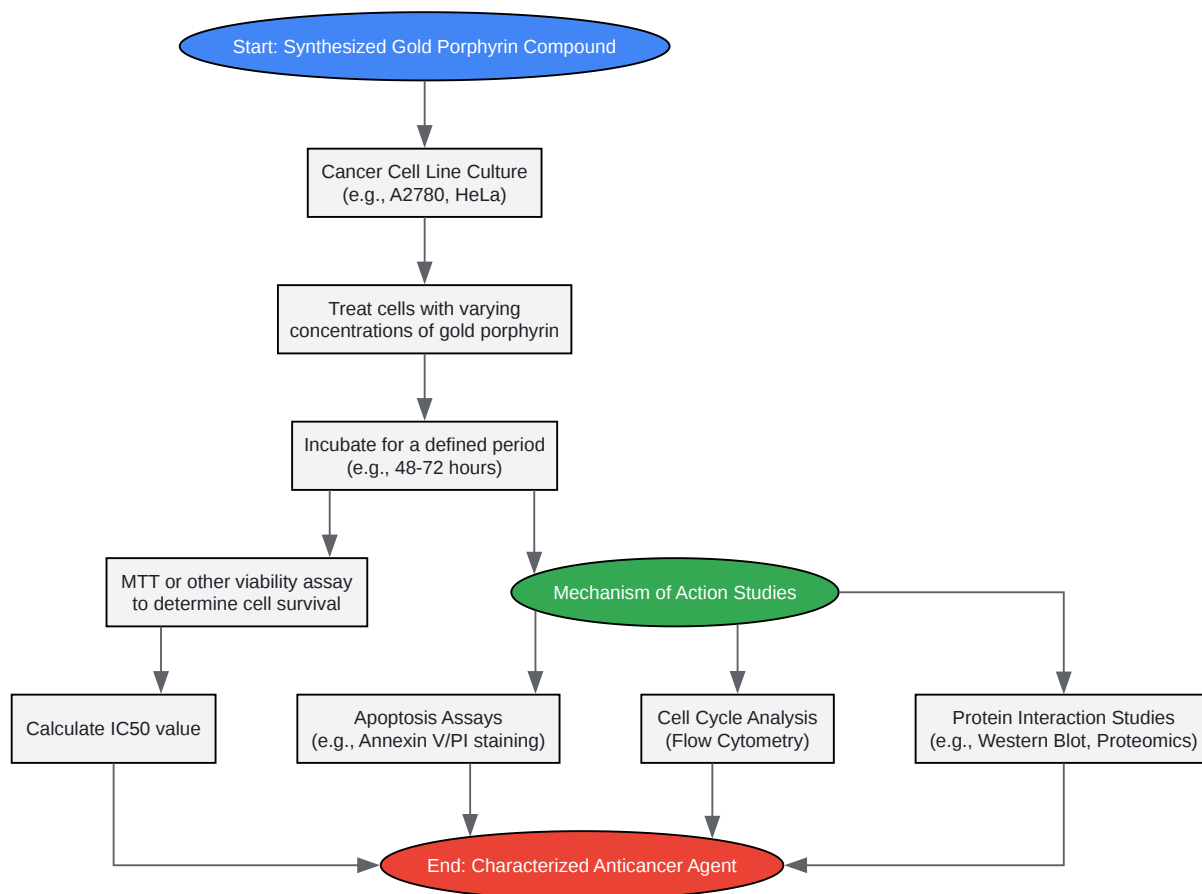 Start: Synthesized Gold Porphyrin Compound
Cancer Cell Line Culture
(e.g., A2780, HeLa)
Treat cells with varying
concentrations of gold porphyrin
Incubate for a defined period
(e.g., 48-72 hours)
MTT or other viability assay
to determine cell survival
Mechanism of Action Studies
Calculate IC50 value
Apoptosis Assays
(e.g., Annexin V/PI staining)
Cell Cycle Analysis
(Flow Cytometry)
Protein Interaction Studies
(e.g., Western Blot, Proteomics)
End: Characterized Anticancer Agent